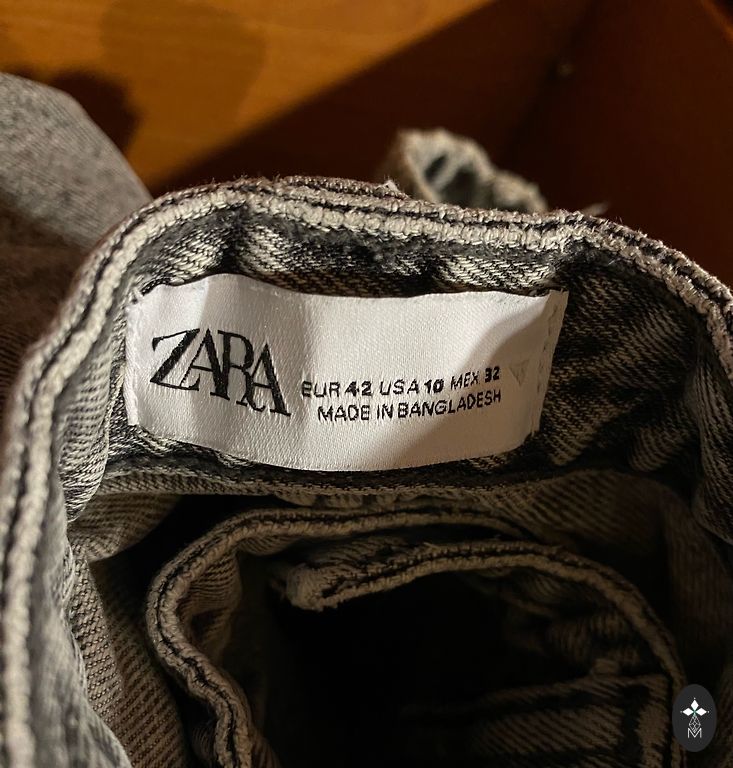 ZARA
EUR 42 USA 10 MEX 32
MADE IN BANGLADESH
M